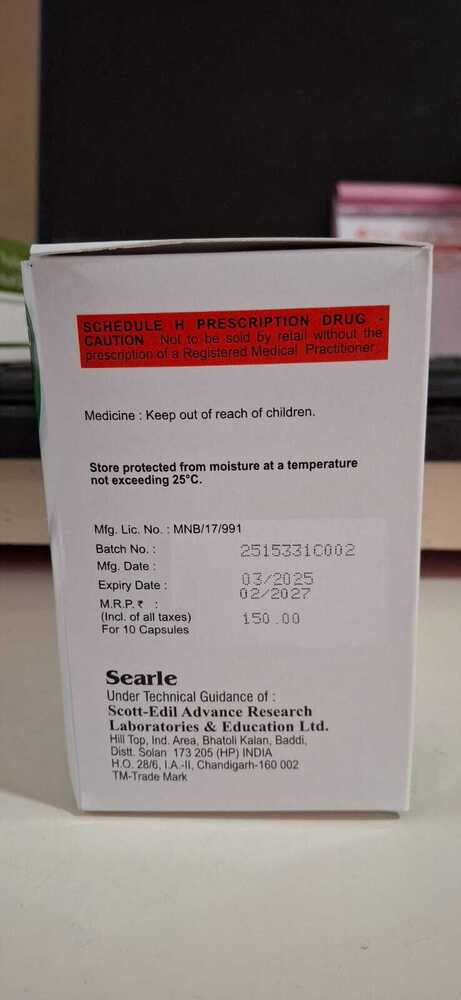 SCHEDULE H PRESCRIPTION DRUG -
CAUTION : Not to be sold by retail without the
prescription of a Registered Medical Practitioner.
Medicine : Keep out of reach of children.
Store protected from moisture at a temperature
not exceeding 25°C.
Mfg. Lic. No. : MNB/17/991
Batch No. : 2515331C002
Mfg. Date : 03/2025
Expiry Date : 02/2027
M.R.P. ₹ : 150.00
(Incl. of all taxes)
For 10 Capsules
Searle
Under Technical Guidance of :
Scott-Edil Advance Research
Laboratories & Education Ltd.
Hill Top, Ind. Area, Bhatoli Kalan, Baddi,
Distt. Solan 173 205 (HP) INDIA
H.O. 28/6, I.A.-II, Chandigarh-160 002
TM-Trade Mark